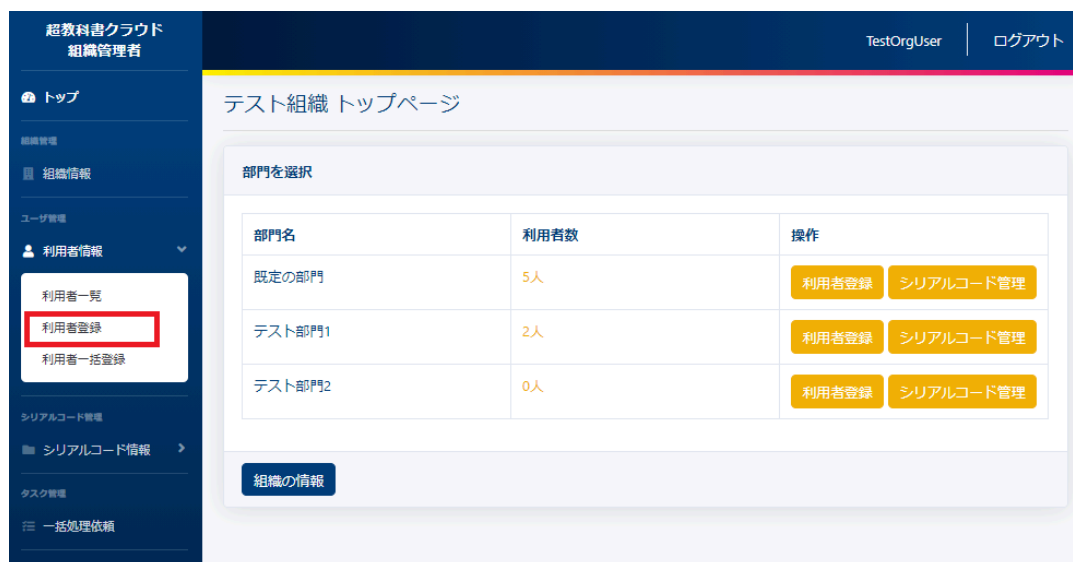 超教科書クラウド
組織管理者
TestOrgUser
ログアウト
トップ
組織管理
組織情報
ユーザ管理
利用者情報
利用者一覧
利用者登録
利用者一括登録
シリアルコード管理
シリアルコード情報
タスク管理
一括処理依頼
テスト組織 トップページ
部門を選択
部門名 利用者数 操作
既定の部門 5人 利用者登録 シリアルコード管理
テスト部門1 2人 利用者登録 シリアルコード管理
テスト部門2 0人 利用者登録 シリアルコード管理
組織の情報